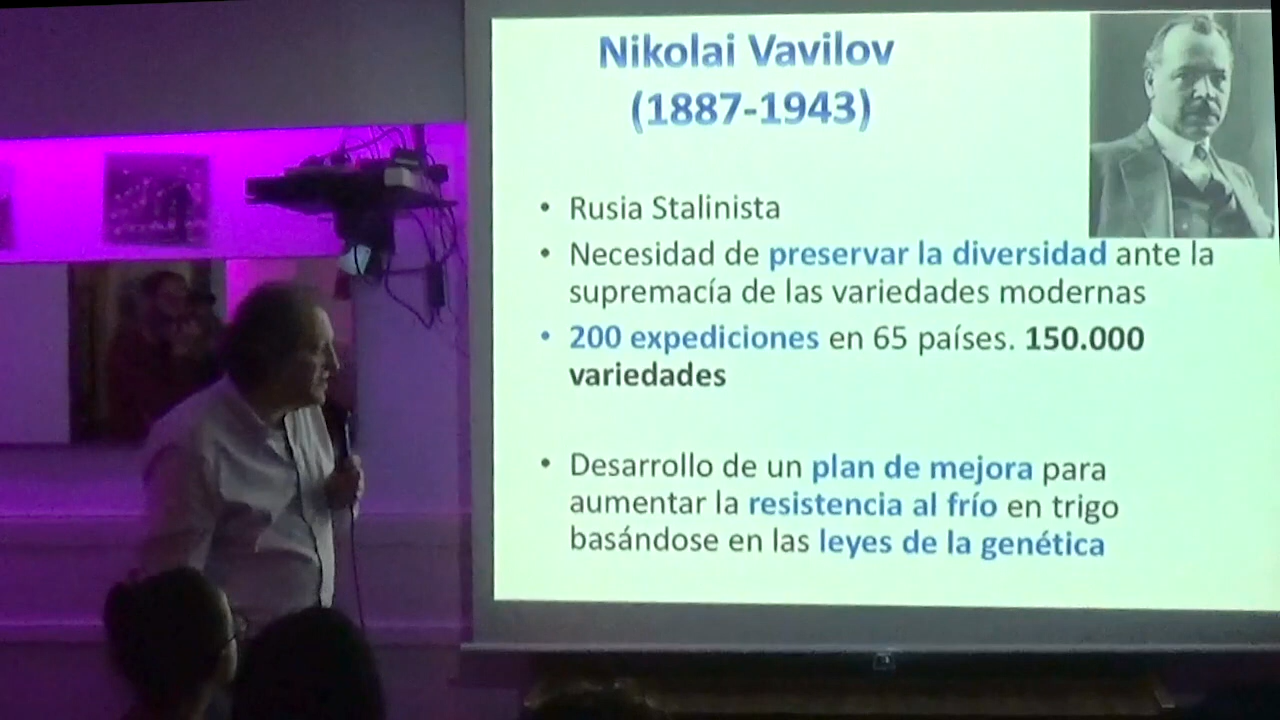 Nikolai Vavilov
(1887-1943)
• Rusia Stalinista
• Necesidad de preservar la diversidad ante la
supremacía de las variedades modernas
• 200 expediciones en 65 países. 150.000
variedades
• Desarrollo de un plan de mejora para
aumentar la resistencia al frío en trigo
basándose en las leyes de la genética